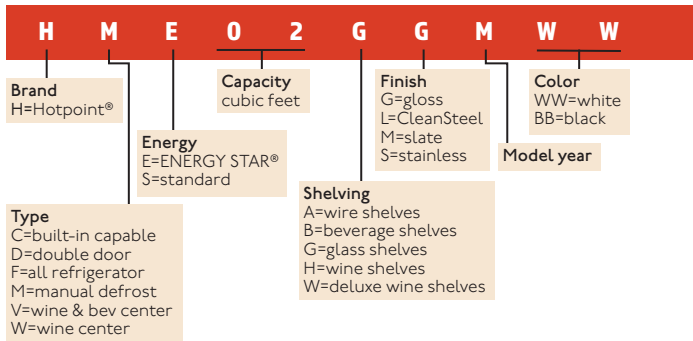 H M E 0 2 G G M W W
Brand
H=Hotpoint®
Capacity
cubic feet
Finish
G=gloss
L=CleanSteel
M=slate
S=stainless
Color
WW=white
BB=black
Energy
E=ENERGY STAR®
S=standard
Model year
Type
C=built-in capable
D=double door
F=all refrigerator
M=manual defrost
V=wine & bev center
W=wine center
Shelving
A=wire shelves
B=beverage shelves
G=glass shelves
H=wine shelves
W=deluxe wine shelves